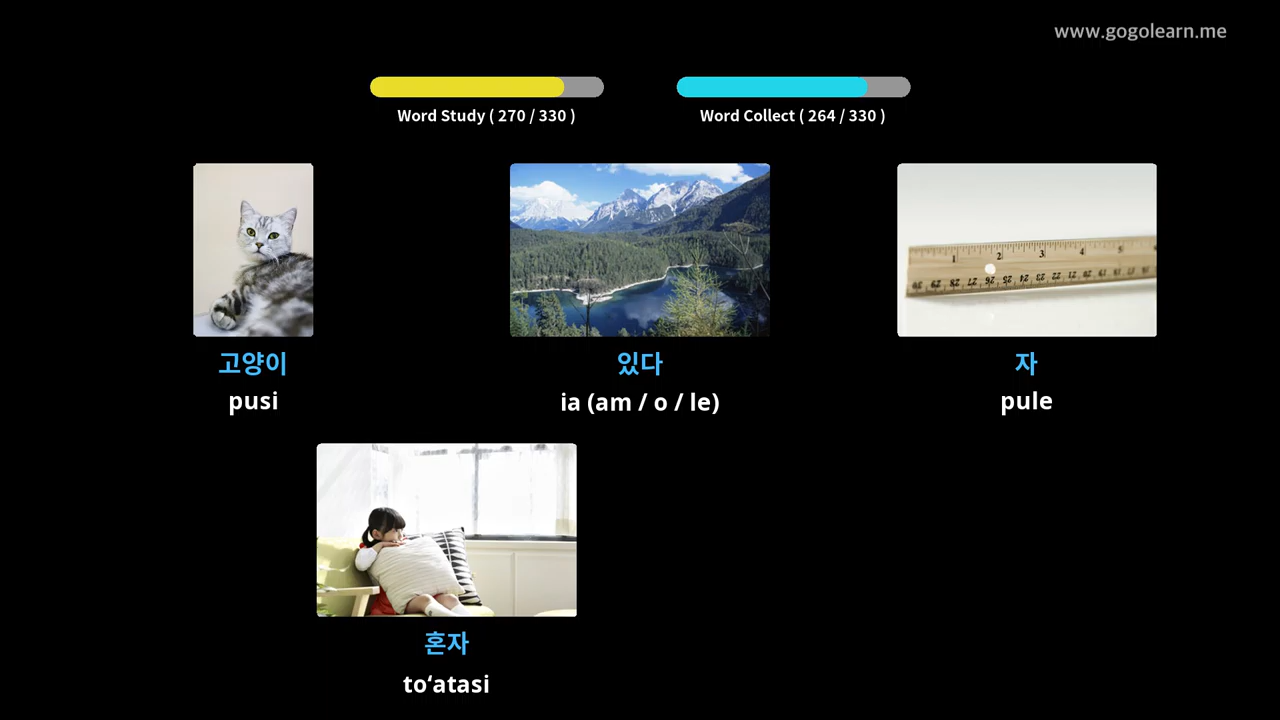 www.gogolearn.me
Word Study ( 270 / 330 )
Word Collect ( 264 / 330 )
고양이
pusi
있다
ia (am / o / le)
자
pule
혼자
to‘atasi